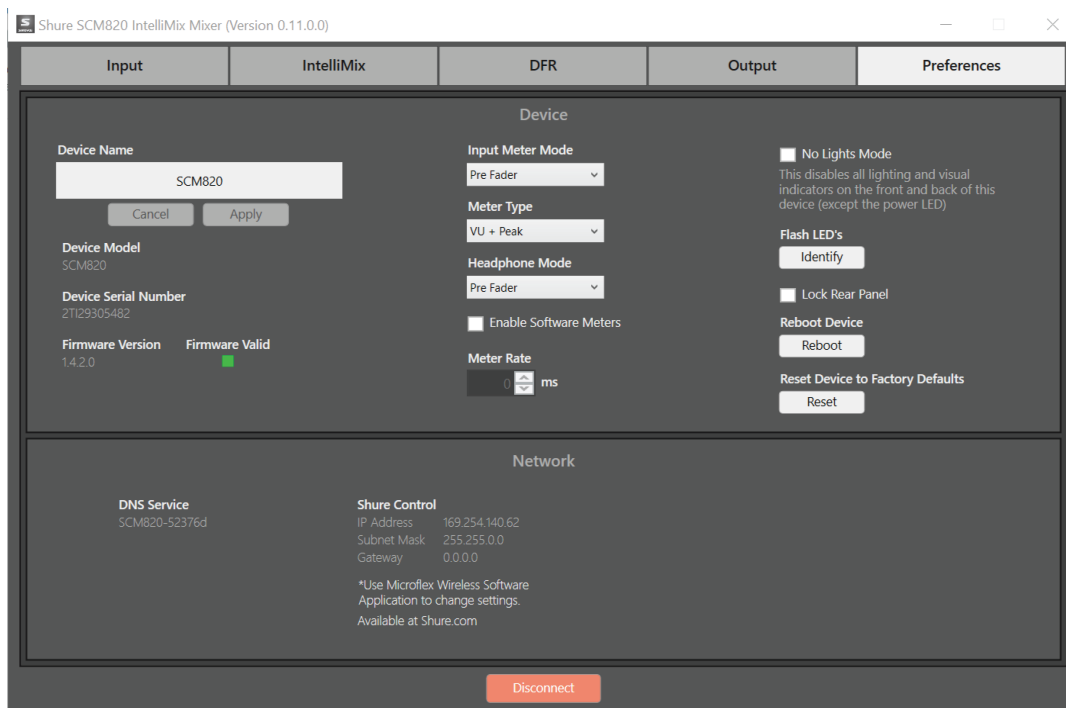 Shure SCM820 IntelliMix Mixer (Version 0.11.0.0)
Input IntelliMix DFR Output Preferences
Device
Device Name
SCM820
Cancel Apply
Device Model
SCM820
Device Serial Number
2TI29305482
Firmware Version Firmware Valid
1.4.2.0
Input Meter Mode
Pre Fader
Meter Type
VU + Peak
Headphone Mode
Pre Fader
Enable Software Meters
Meter Rate
0 ms
No Lights Mode
This disables all lighting and visual
indicators on the front and back of this
device (except the power LED)
Flash LED's
Identify
Lock Rear Panel
Reboot Device
Reboot
Reset Device to Factory Defaults
Reset
Network
DNS Service
SCM820-52376d
Shure Control
IP Address 169.254.140.62
Subnet Mask 255.255.0.0
Gateway 0.0.0.0
*Use Microflex Wireless Software
Application to change settings.
Available at Shure.com
Disconnect